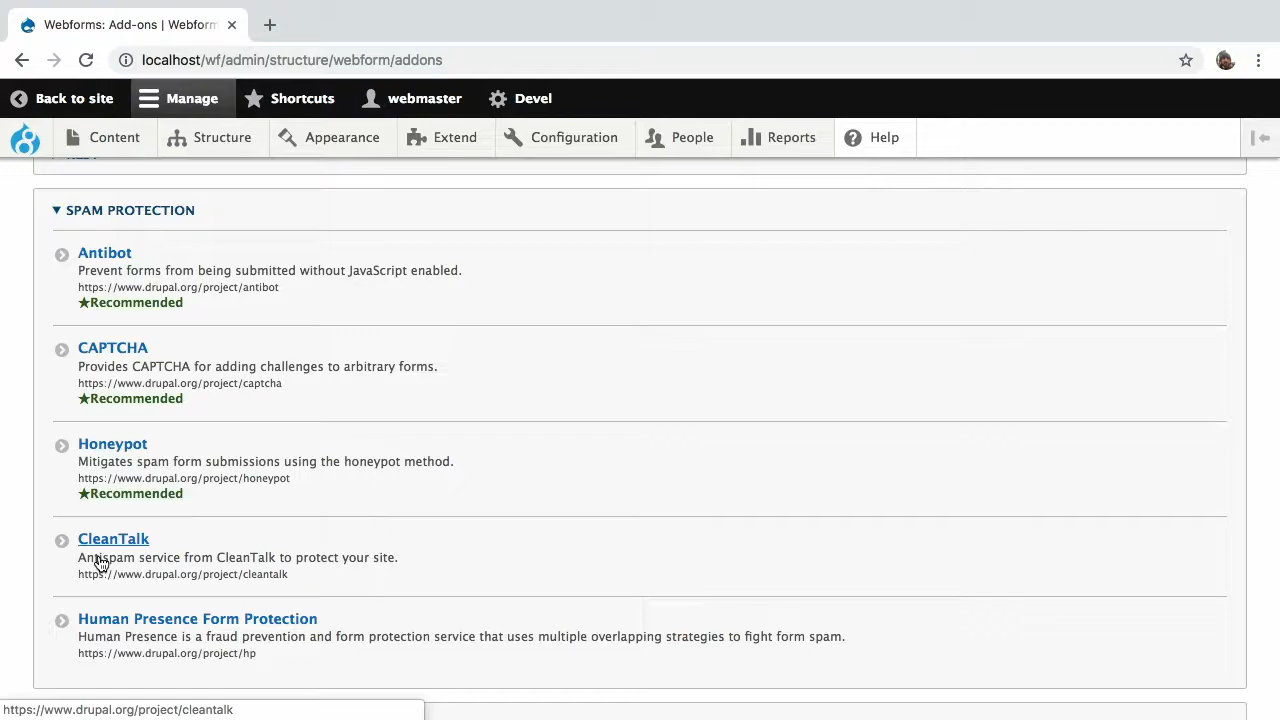 Webforms: Add-ons | Webform
localhost/wf/admin/structure/webform/addons
Back to site Manage Shortcuts webmaster Devel
Content Structure Appearance Extend Configuration People Reports Help
SPAM PROTECTION
Antibot
Prevent forms from being submitted without JavaScript enabled.
https://www.drupal.org/project/antibot
★Recommended
CAPTCHA
Provides CAPTCHA for adding challenges to arbitrary forms.
https://www.drupal.org/project/captcha
★Recommended
Honeypot
Mitigates spam form submissions using the honeypot method.
https://www.drupal.org/project/honeypot
★Recommended
CleanTalk
Antispam service from CleanTalk to protect your site.
https://www.drupal.org/project/cleantalk
Human Presence Form Protection
Human Presence is a fraud prevention and form protection service that uses multiple overlapping strategies to fight form spam.
https://www.drupal.org/project/hp
https://www.drupal.org/project/cleantalk